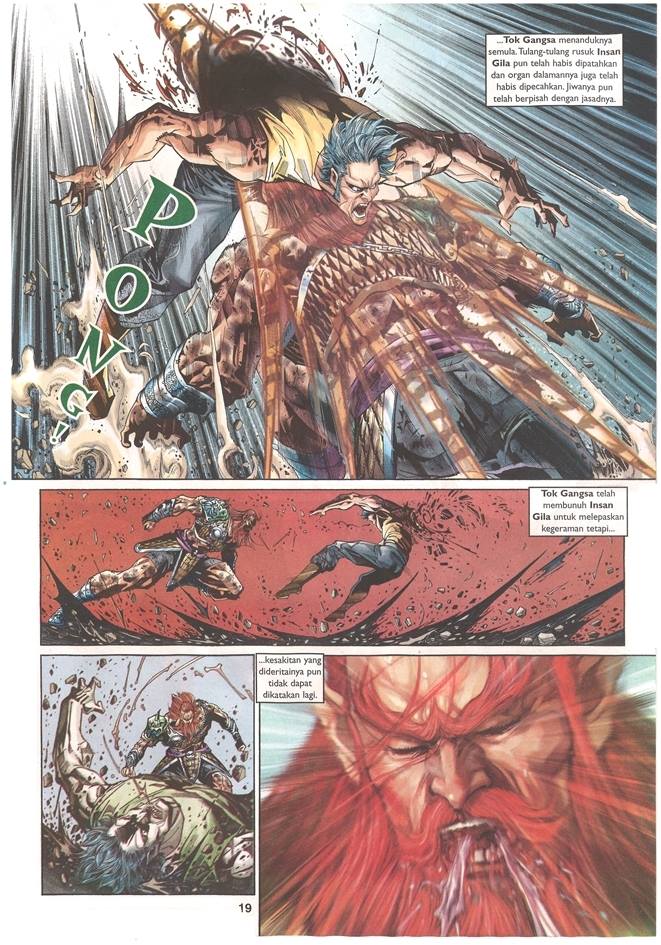 ...Tok Gangsa menanduknya
semula. Tulang-tulang rusuk Insan
Gila pun telah habis dipatahkan
dan organ dalamannya juga telah
habis dipecahkan. Jiwanya pun
telah berpisah dengan jasadnya.
PONG!
Tok Gangsa telah
membunuh Insan
Gila untuk melepaskan
kegeraman tetapi...
...kesakitan yang
dideritainya pun
tidak dapat
dikatakan lagi.
19